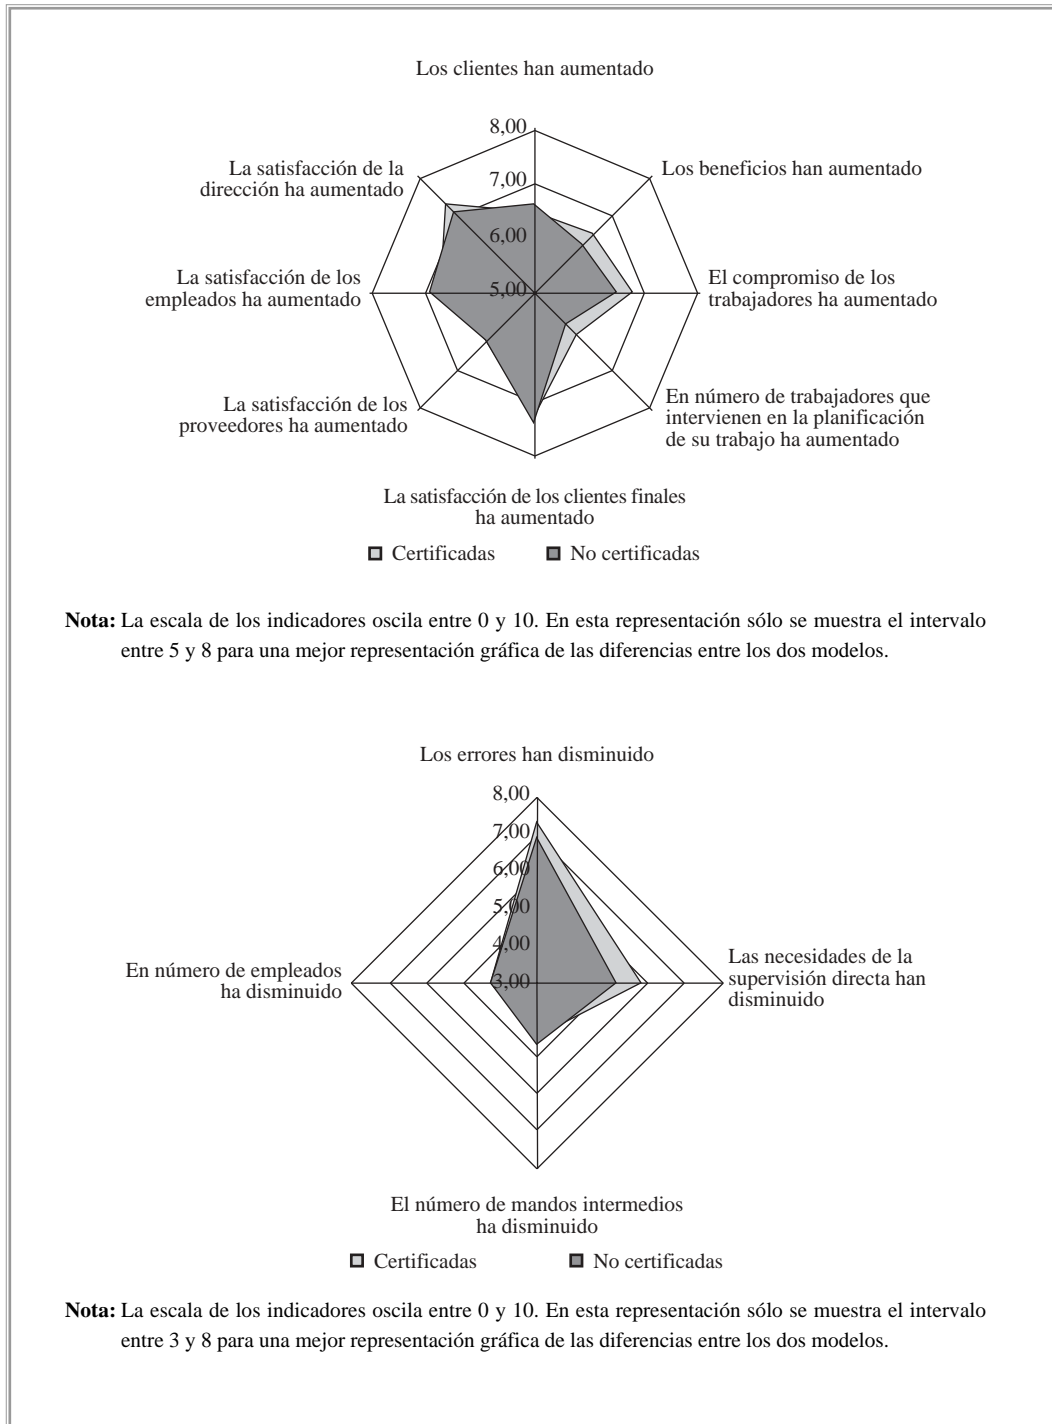 Los clientes han aumentado
8,00
La satisfacción de la
dirección ha aumentado
Los beneficios han aumentado
7,00
6,00
La satisfacción de los
empleados ha aumentado
5,00
El compromiso de los
trabajadores ha aumentado
La satisfacción de los
proveedores ha aumentado
En número de trabajadores que
intervienen en la planificación
de su trabajo ha aumentado
La satisfacción de los clientes finales
ha aumentado
Certificadas No certificadas
Nota: La escala de los indicadores oscila entre 0 y 10. En esta representación sólo se muestra el intervalo
entre 5 y 8 para una mejor representación gráfica de las diferencias entre los dos modelos.
Los errores han disminuido
8,00
7,00
6,00
5,00
4,00
3,00
En número de empleados
ha disminuido
Las necesidades de la
supervisión directa han
disminuido
El número de mandos intermedios
ha disminuido
Certificadas No certificadas
Nota: La escala de los indicadores oscila entre 0 y 10. En esta representación sólo se muestra el intervalo
entre 3 y 8 para una mejor representación gráfica de las diferencias entre los dos modelos.